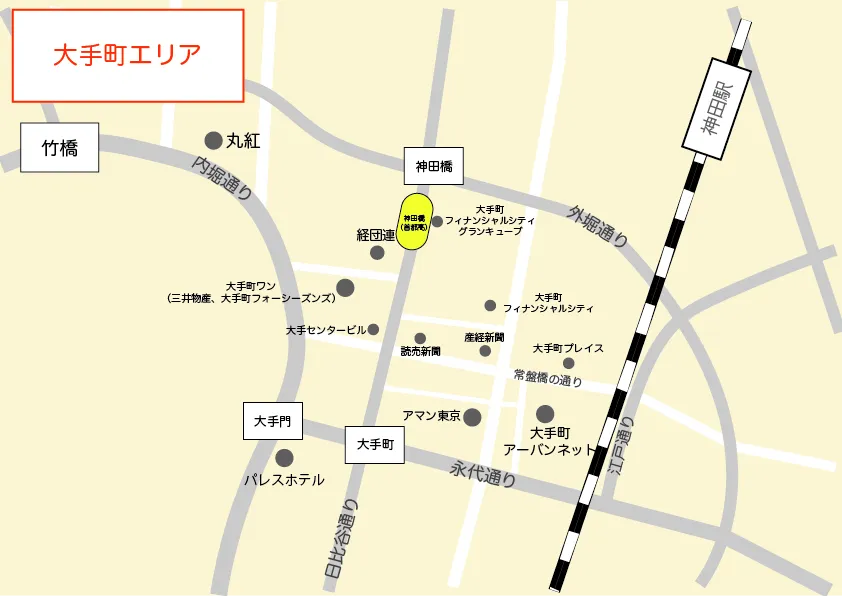 大手町エリア
竹橋
丸紅
内堀通り
神田橋
神田駅
神田橋
(首都高)
大手町
フィナンシャルシティ
グランキューブ
外堀通り
経団連
大手町ワン
(三井物産、大手町フォーシーズンズ)
大手町
フィナンシャルシティ
大手センタービル
読売新聞
産経新聞
大手町プレイス
常盤橋の通り
大手門
アマン東京
大手町
アーバンネット
大手町
江戸通り
パレスホテル
永代通り
日比谷通り